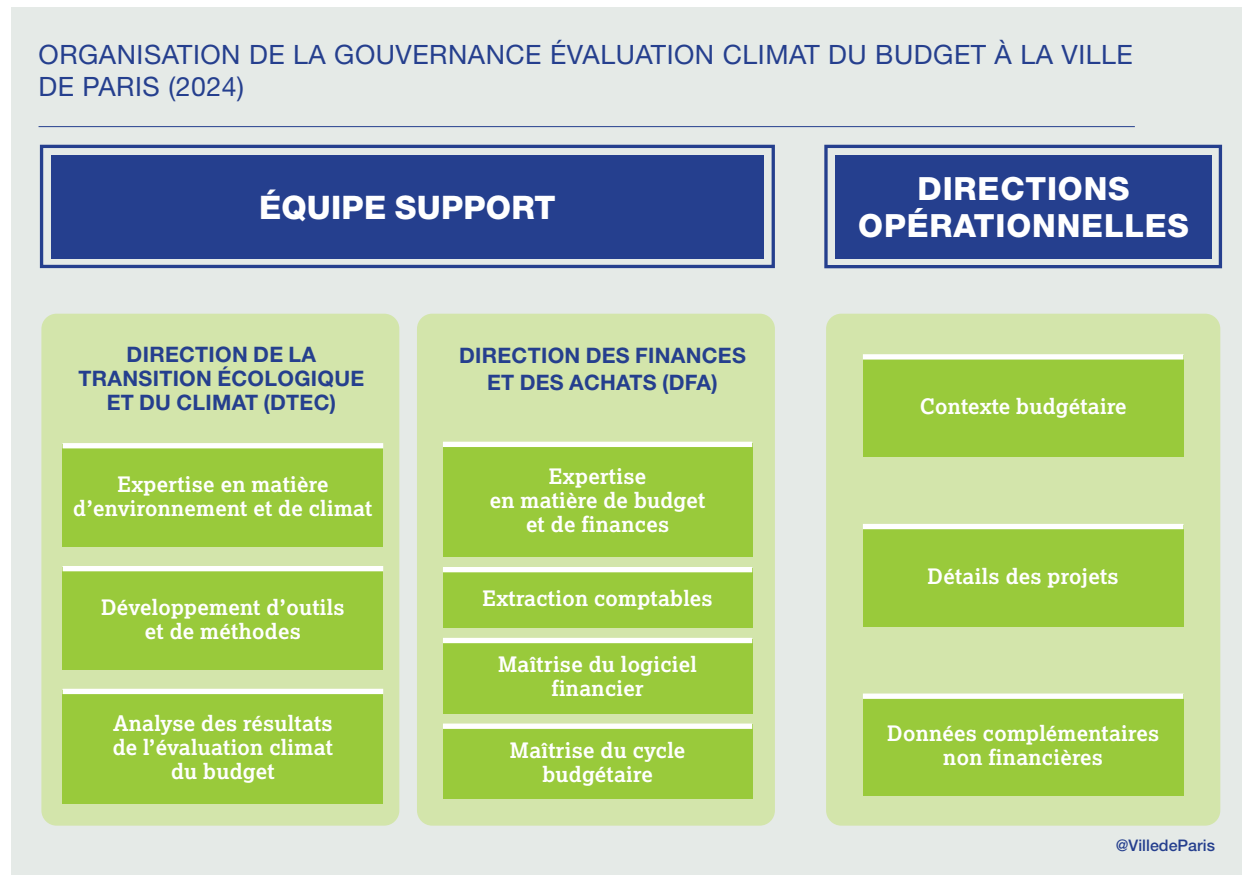 ORGANISATION DE LA GOUVERNANCE ÉVALUATION CLIMAT DU BUDGET À LA VILLE
DE PARIS (2024)
ÉQUIPE SUPPORT
DIRECTION DE LA
TRANSITION ÉCOLOGIQUE
ET DU CLIMAT (DTEC)
Expertise en matière
d’environnement et de climat
Développement d’outils
et de méthodes
Analyse des résultats
de l’évaluation climat
du budget
DIRECTION DES FINANCES
ET DES ACHATS (DFA)
Expertise
en matière de budget
et de finances
Extraction comptables
Maîtrise du logiciel
financier
Maîtrise du cycle
budgétaire
DIRECTIONS
OPÉRATIONNELLES
Contexte budgétaire
Détails des projets
Données complémentaires
non financières
@VilledeParis